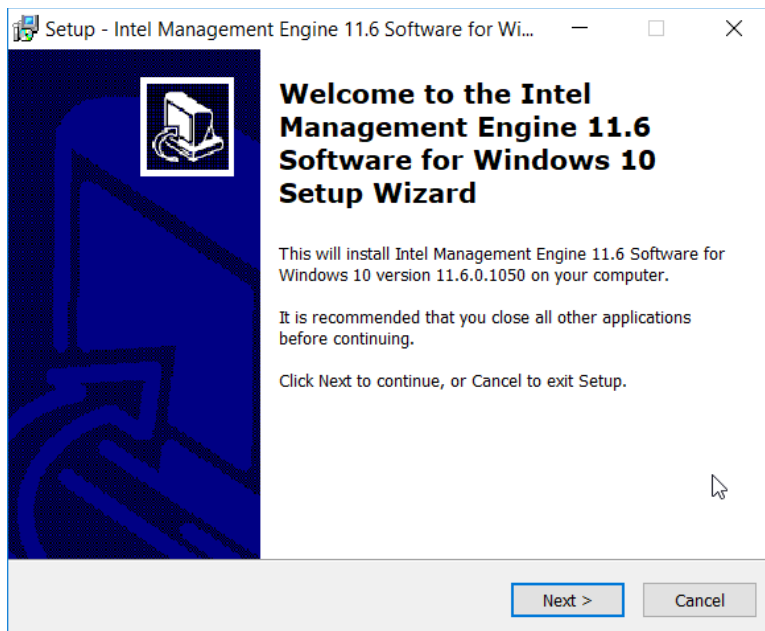 Setup - Intel Management Engine 11.6 Software for Wi...
Welcome to the Intel
Management Engine 11.6
Software for Windows 10
Setup Wizard
This will install Intel Management Engine 11.6 Software for
Windows 10 version 11.6.0.1050 on your computer.
It is recommended that you close all other applications
before continuing.
Click Next to continue, or Cancel to exit Setup.
Next >
Cancel